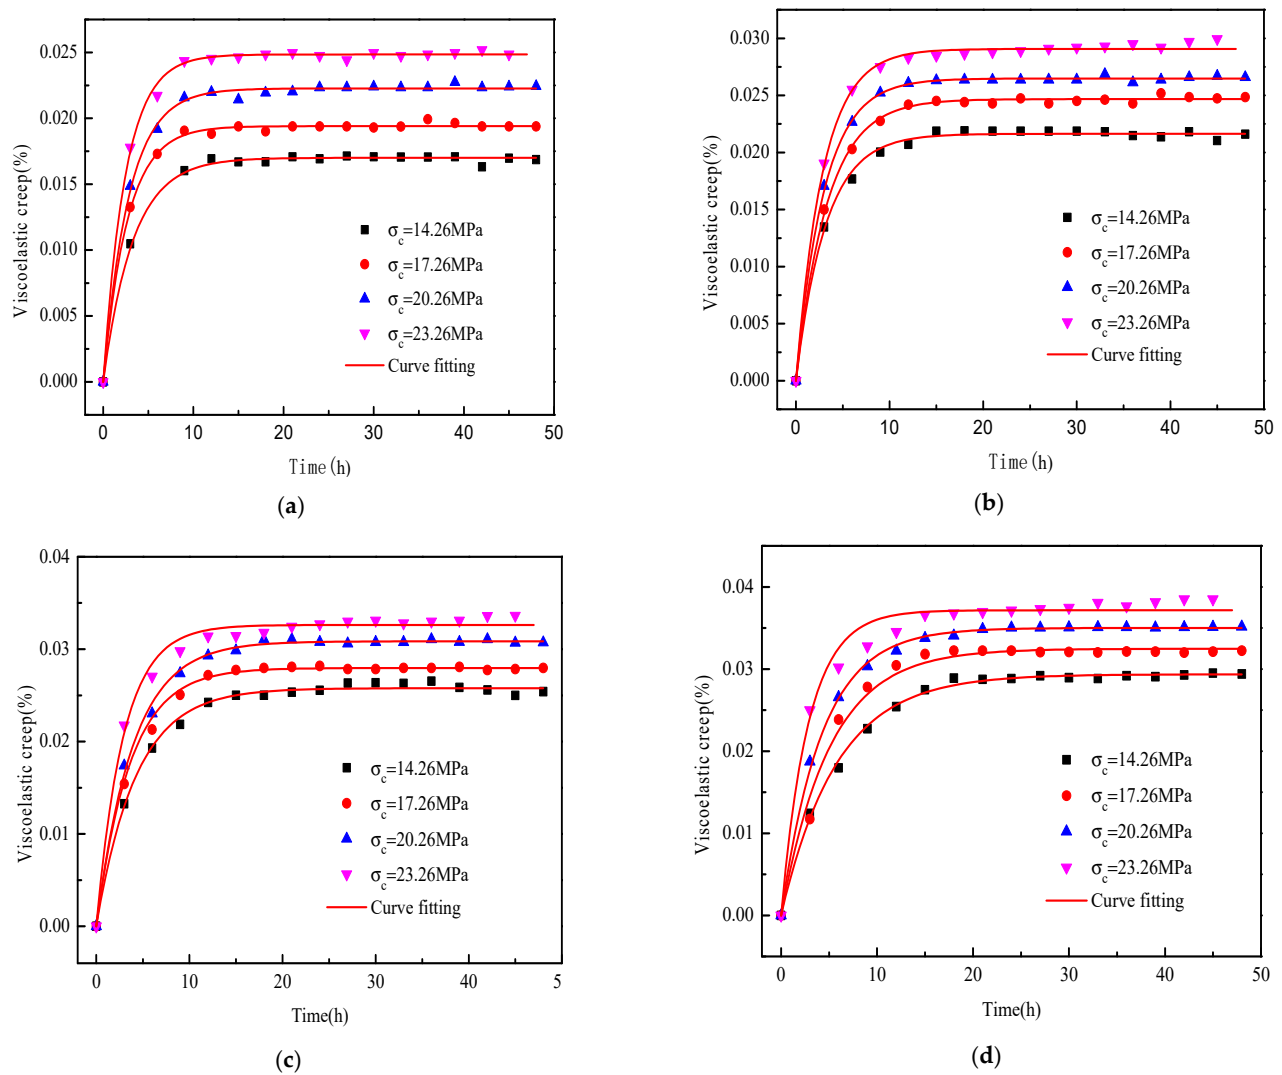 0.025
0.020
0.015
0.010
0.005
0.000
Viscoelastic creep(%)
σc=14.26MPa
σc=17.26MPa
σc=20.26MPa
σc=23.26MPa
Curve fitting
0 10 20 30 40 50
Time(h)
(a)
0.030
0.025
0.020
0.015
0.010
0.005
0.000
Viscoelastic creep(%)
σc=14.26MPa
σc=17.26MPa
σc=20.26MPa
σc=23.26MPa
Curve fitting
0 10 20 30 40 50
Time(h)
(b)
0.04
0.03
0.02
0.01
0.00
Viscoelastic creep(%)
σc=14.26MPa
σc=17.26MPa
σc=20.26MPa
σc=23.26MPa
Curve fitting
0 10 20 30 40 5
Time(h)
(c)
0.04
0.03
0.02
0.01
0.00
Viscoelastic creep(%)
σc=14.26MPa
σc=17.26MPa
σc=20.26MPa
σc=23.26MPa
Curve fitting
0 10 20 30 40 50
Time(h)
(d)